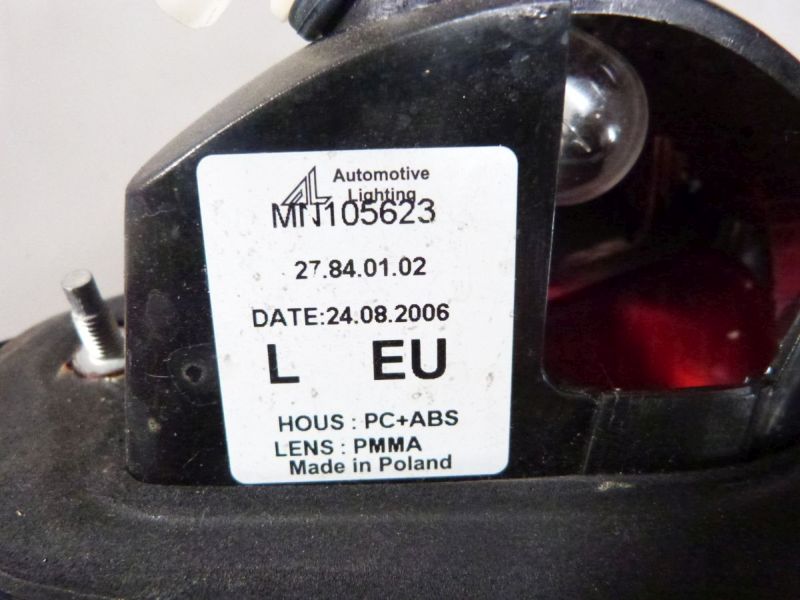 AL Automotive
Lighting
MN105623
27.84.01.02
DATE:24.08.2006
L EU
HOUS : PC+ABS
LENS : PMMA
Made in Poland